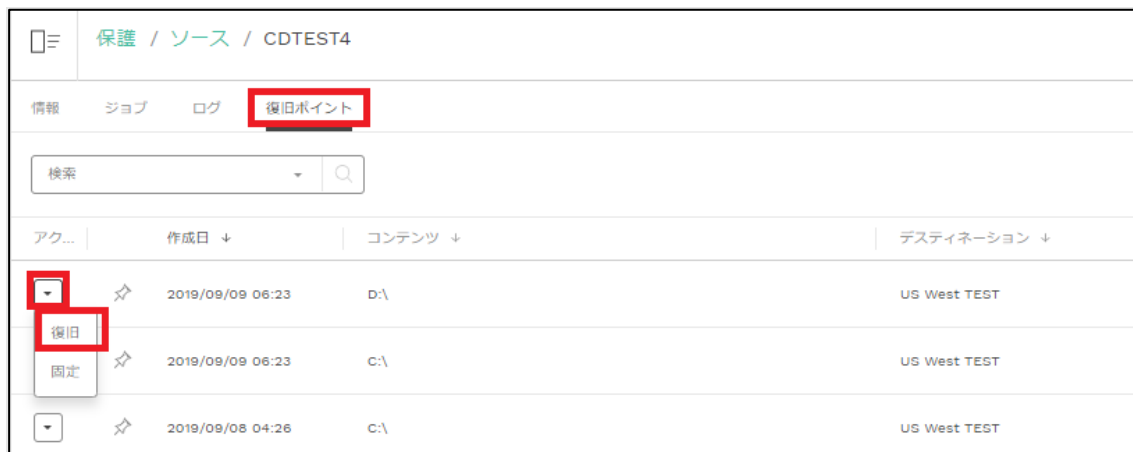 保護 / ソース / CDTEST4
情報 ジョブ ログ 復旧ポイント
検索
アク... 作成日 ↓ コンテンツ ↓ デスティネーション ↓
2019/09/09 06:23 D:\ US West TEST
復旧
2019/09/09 06:23 C:\ US West TEST
固定
2019/09/08 04:26 C:\ US West TEST